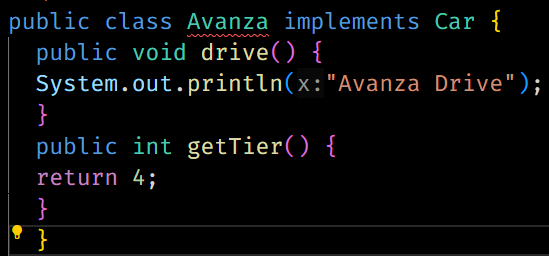 public class Avanza implements Car {
public void drive() {
System.out.println(x:"Avanza Drive");
}
public int getTier() {
return 4;
}
}